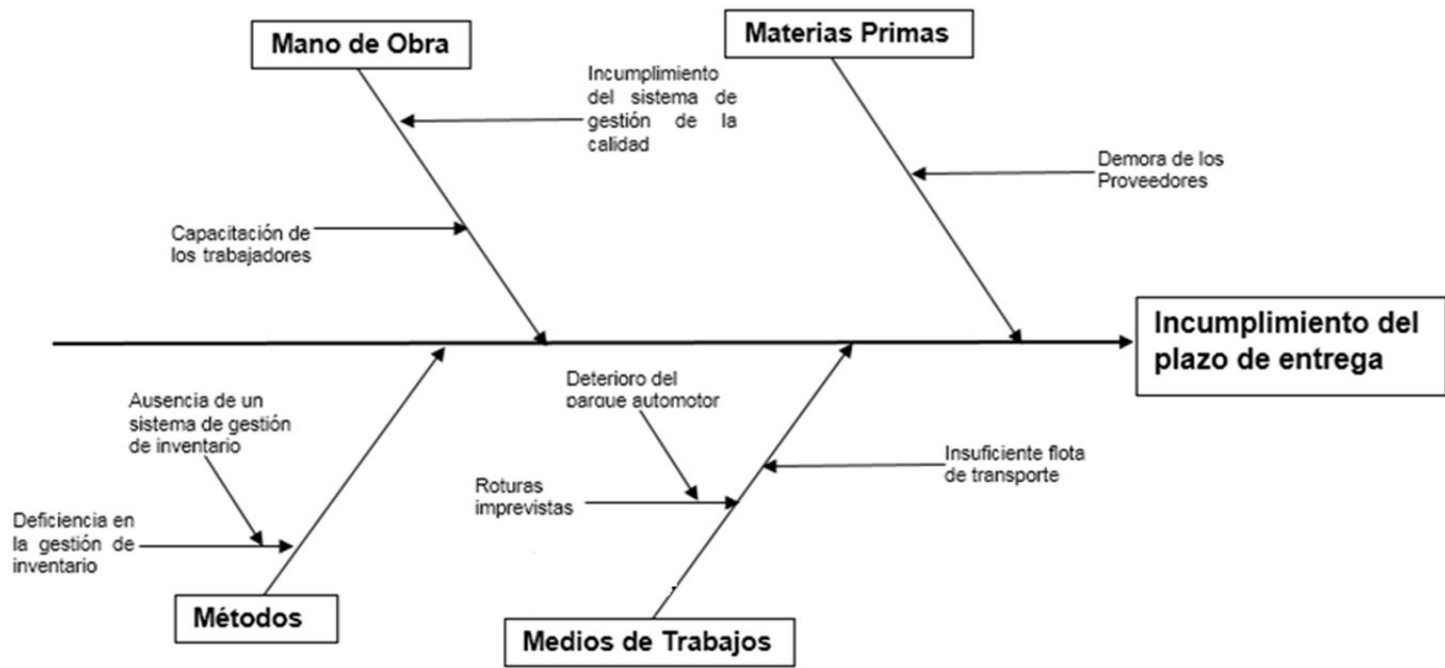 Mano de Obra
Materias Primas
Incumplimiento
del sistema de
gestión de la
calidad
Demora de los
Proveedores
Capacitación de
los trabajadores
Incumplimiento del
plazo de entrega
Deterioro del
parque automotor
Ausencia de un
sistema de gestión
de inventario
Insuficiente flota
de transporte
Roturas
imprevistas
Deficiencia en
la gestión de
inventario
Métodos
Medios de Trabajos